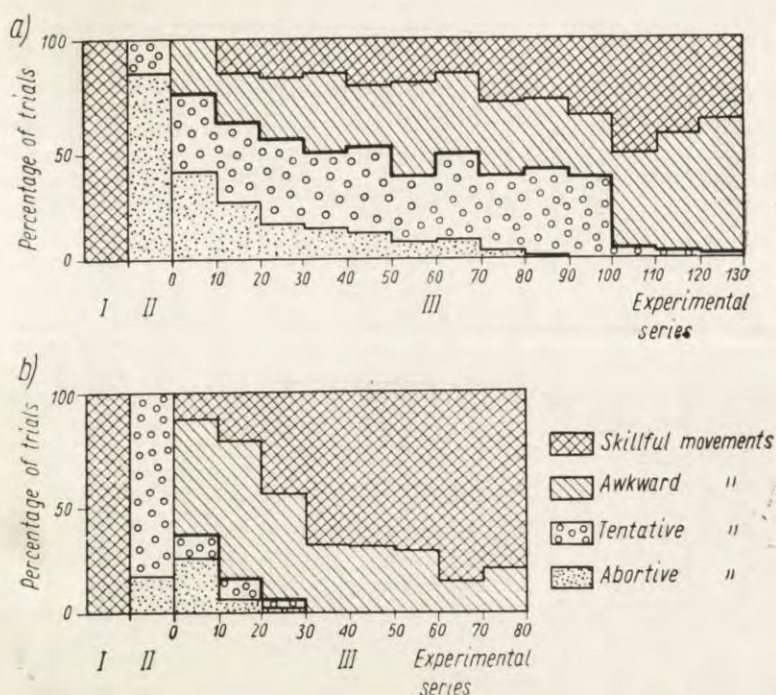 a)
Percentage of trials
100
50
0
I II III
0 10 20 30 40 50 60 70 80 90 100 110 120 130
Experimental
series
b)
Percentage of trials
100
50
0
I II III
0 10 20 30 40 50 60 70 80
Experimental
series
Skillful movements
Awkward "
Tentative "
Abortive "